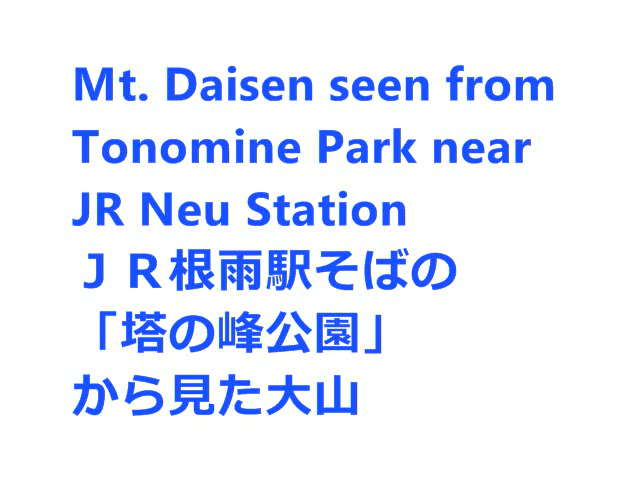 Mt. Daisen seen from
Tonomine Park near
JR Neu Station
ＪＲ根雨駅そばの
「塔の峰公園」
から見た大山